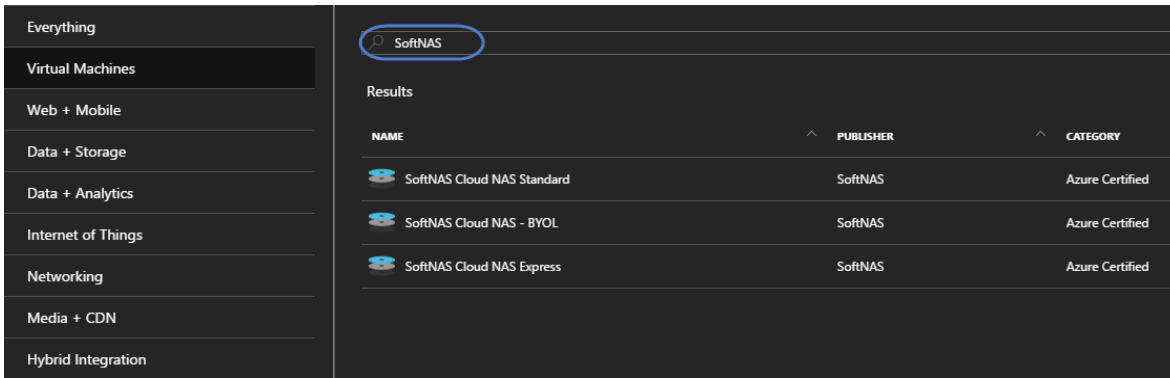 Everything
Virtual Machines
Web + Mobile
Data + Storage
Data + Analytics
Internet of Things
Networking
Media + CDN
Hybrid Integration
SoftNAS
Results
NAME PUBLISHER CATEGORY
SoftNAS Cloud NAS Standard SoftNAS Azure Certified
SoftNAS Cloud NAS - BYOL SoftNAS Azure Certified
SoftNAS Cloud NAS Express SoftNAS Azure Certified